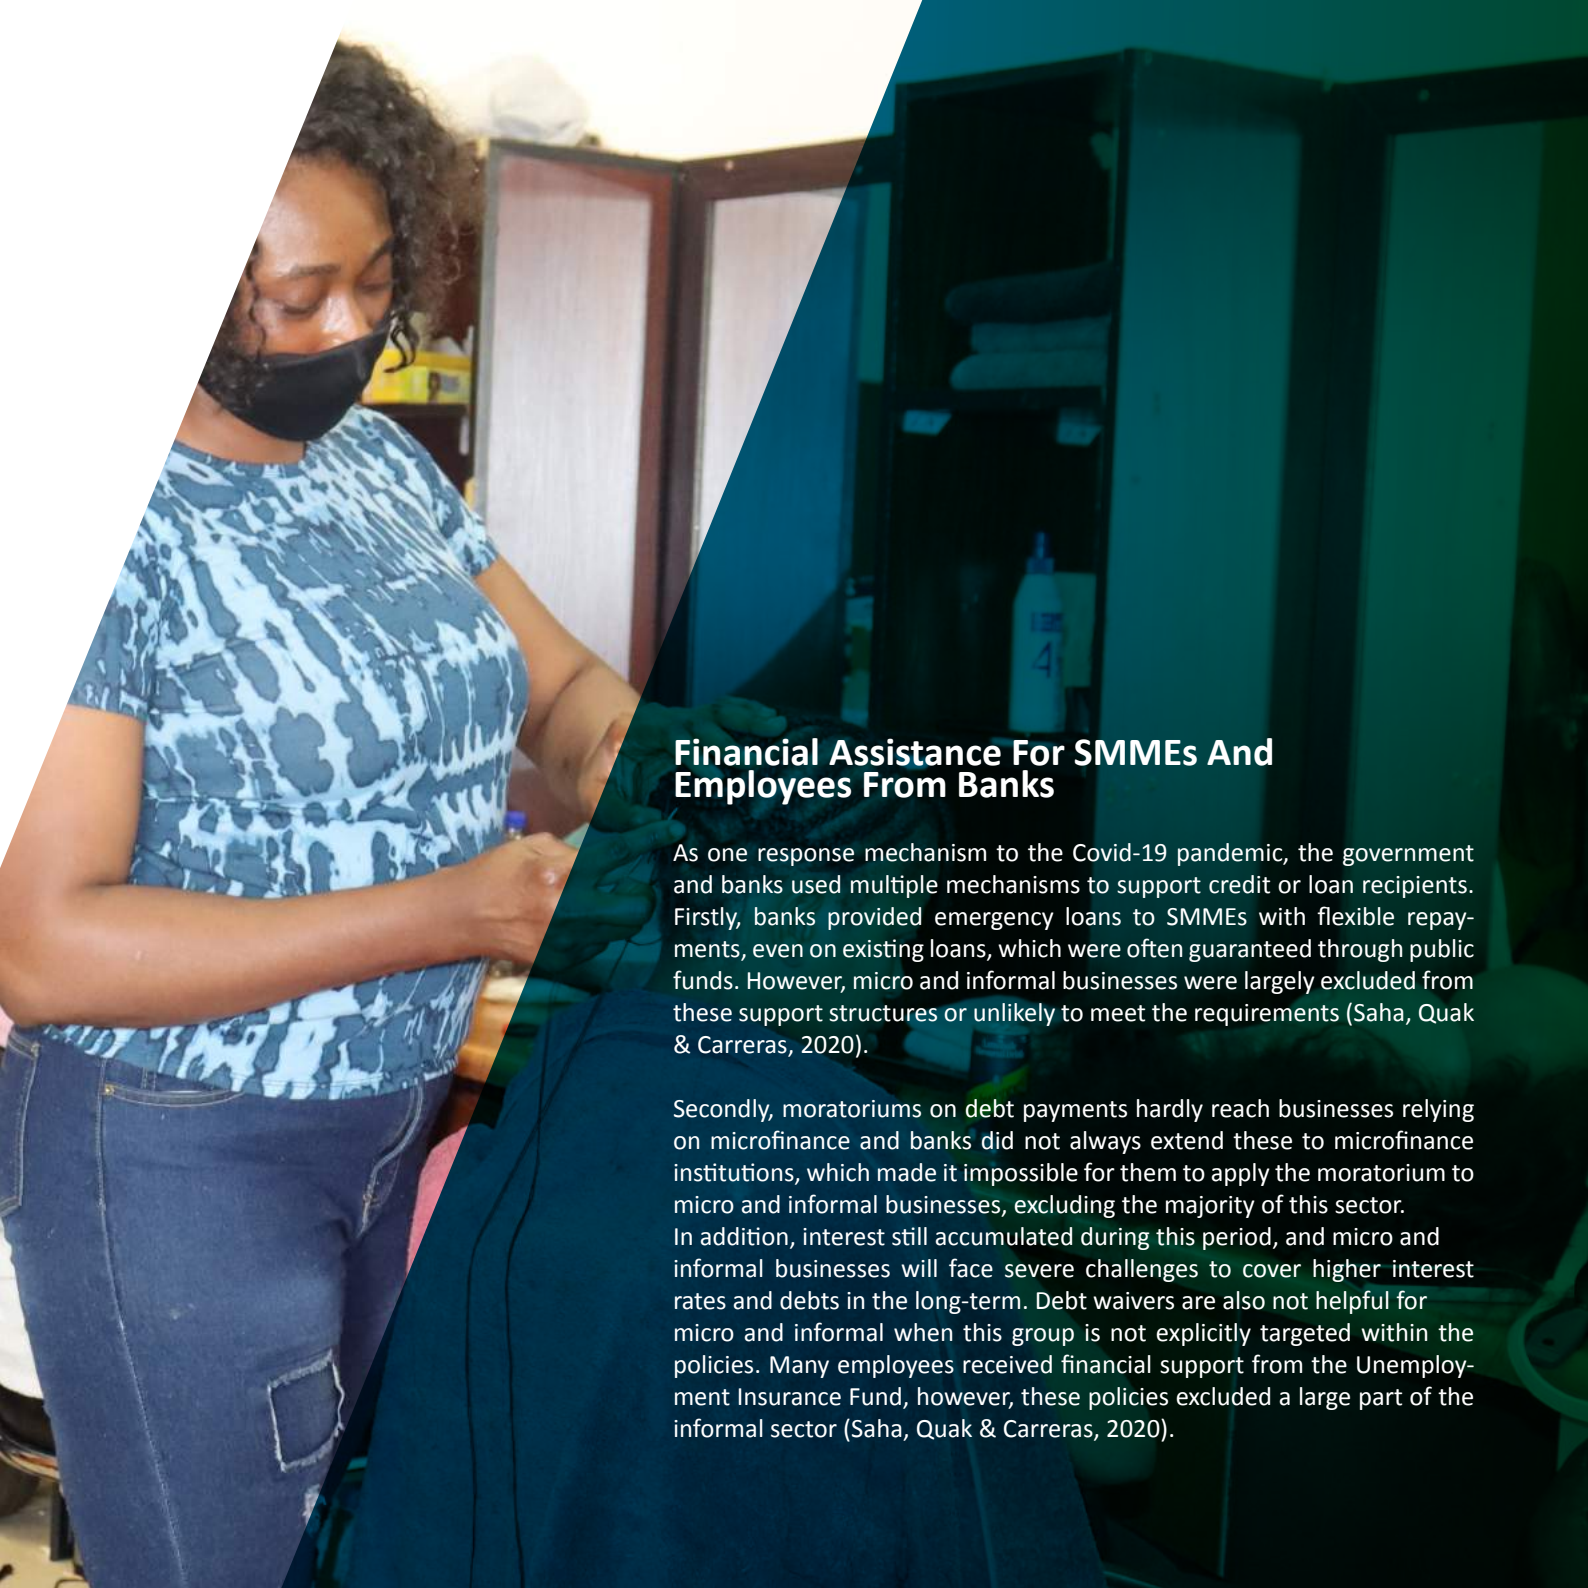 Financial Assistance For SMMEs And
Employees From Banks
As one response mechanism to the Covid-19 pandemic, the government
and banks used multiple mechanisms to support credit or loan recipients.
Firstly, banks provided emergency loans to SMMEs with flexible repay-
ments, even on existing loans, which were often guaranteed through public
funds. However, micro and informal businesses were largely excluded from
these support structures or unlikely to meet the requirements (Saha, Quak
& Carreras, 2020).
Secondly, moratoriums on debt payments hardly reach businesses relying
on microfinance and banks did not always extend these to microfinance
institutions, which made it impossible for them to apply the moratorium to
micro and informal businesses, excluding the majority of this sector.
In addition, interest still accumulated during this period, and micro and
informal businesses will face severe challenges to cover higher interest
rates and debts in the long-term. Debt waivers are also not helpful for
micro and informal when this group is not explicitly targeted within the
policies. Many employees received financial support from the Unemploy-
ment Insurance Fund, however, these policies excluded a large part of the
informal sector (Saha, Quak & Carreras, 2020).